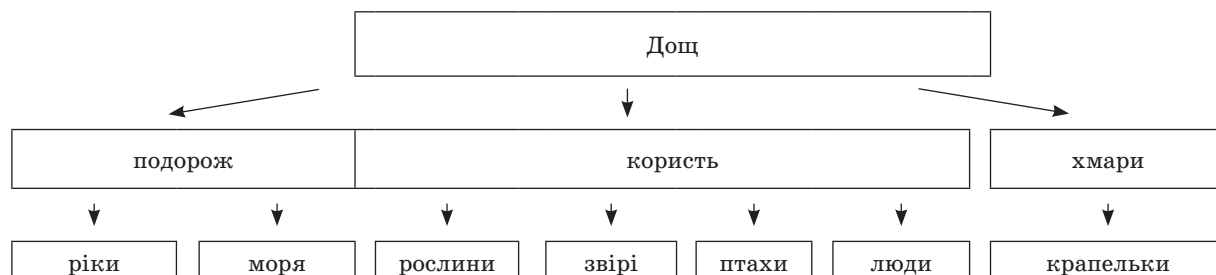 Дощ
подорож користь хмари
ріки моря рослини звірі птахи люди крапельки